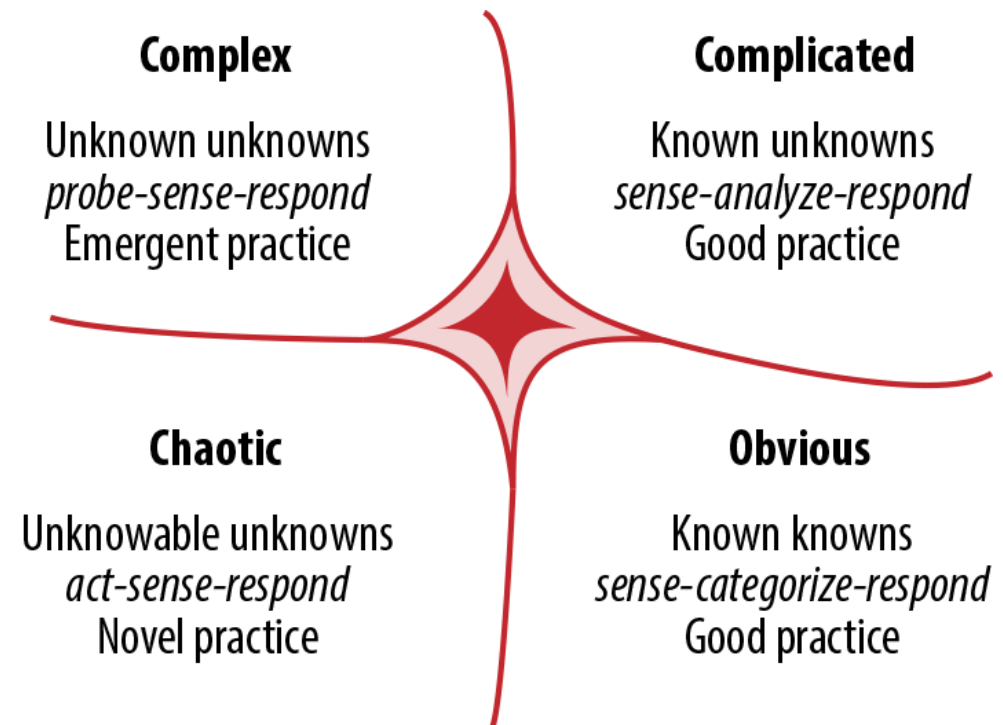 Complex
Unknown unknowns
probe-sense-respond
Emergent practice
Complicated
Known unknowns
sense-analyze-respond
Good practice
Chaotic
Unknowable unknowns
act-sense-respond
Novel practice
Obvious
Known knowns
sense-categorize-respond
Good practice